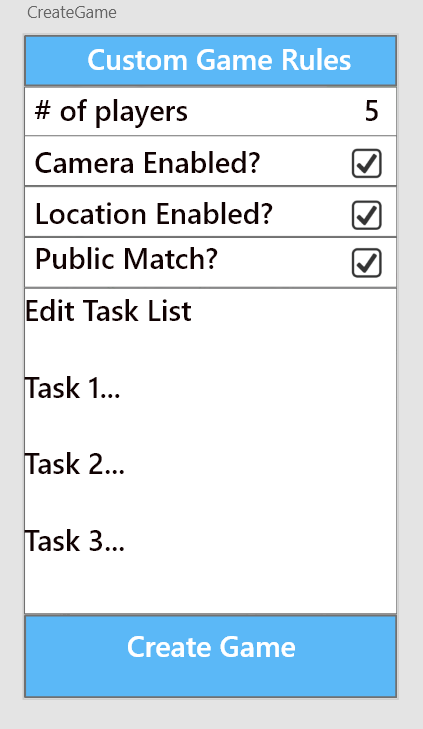 CreateGame
Custom Game Rules
# of players 5
Camera Enabled?
Location Enabled?
Public Match?
Edit Task List
Task 1...
Task 2...
Task 3...
Create Game